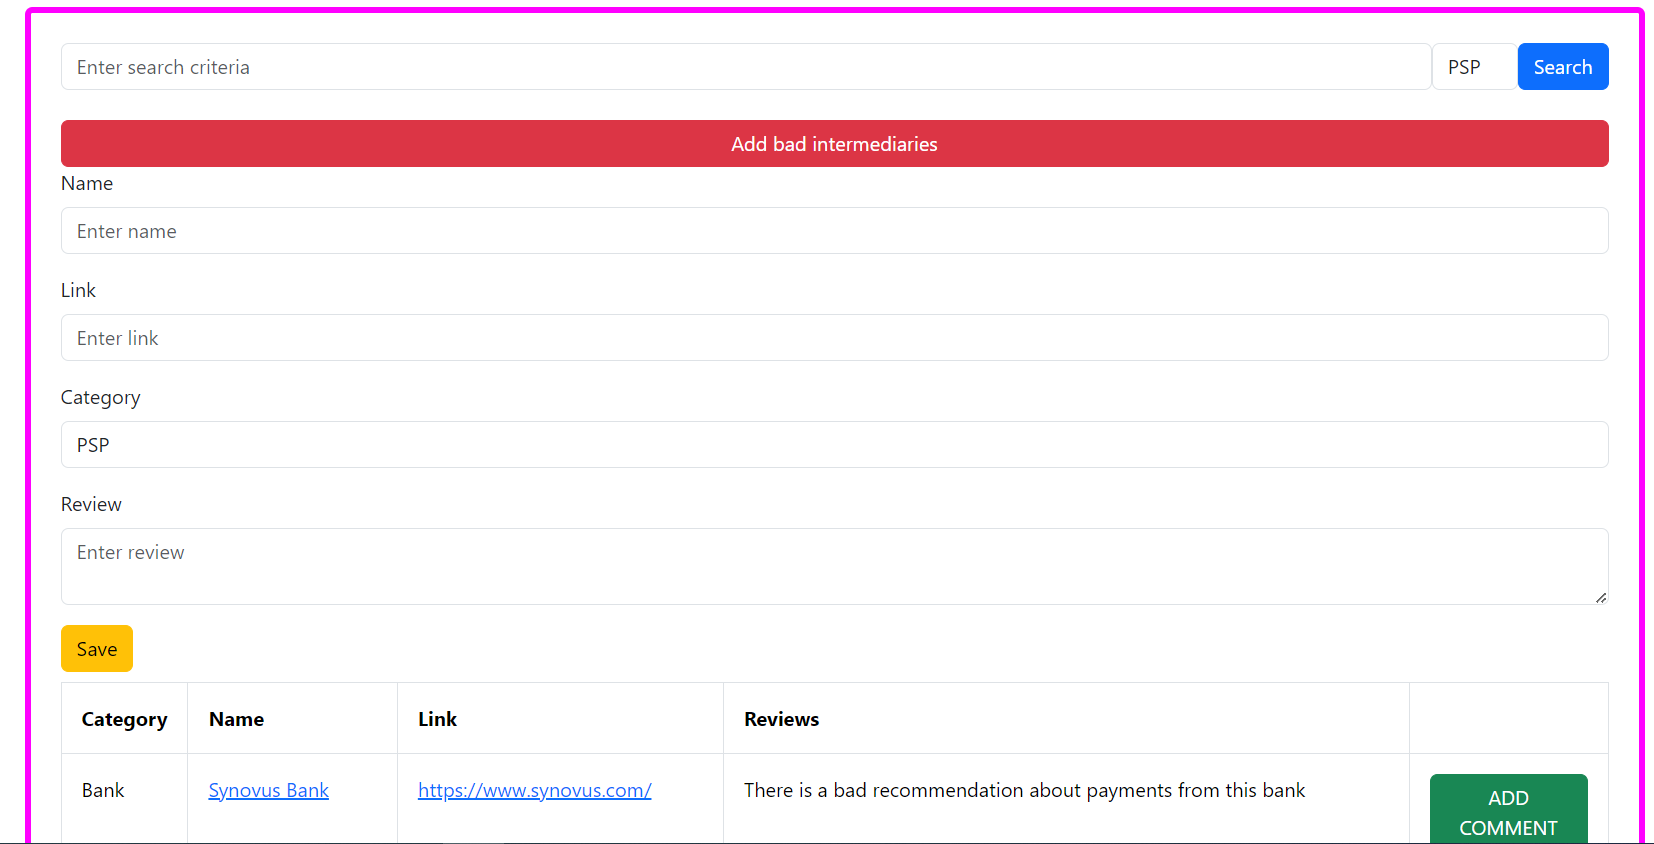 Enter search criteria PSP Search
Add bad intermediaries
Name
Enter name
Link
Enter link
Category
PSP
Review
Enter review
Save
Category Name Link Reviews
Bank Synovus Bank https://www.synovus.com/ There is a bad recommendation about payments from this bank ADD
COMMENT